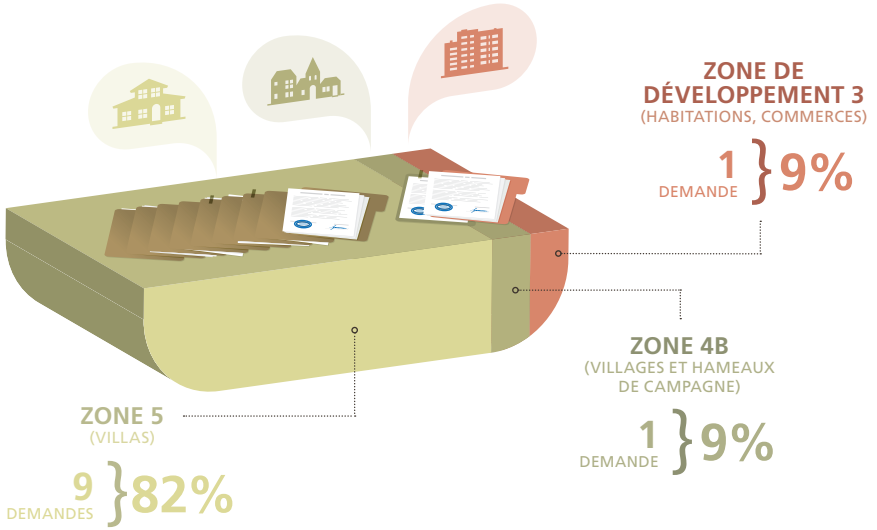 ZONE DE
DÉVELOPPEMENT 3
(HABITATIONS, COMMERCES)
1
DEMANDE
} 9%
ZONE 4B
(VILLAGES ET HAMEAUX
DE CAMPAGNE)
1
DEMANDE
} 9%
ZONE 5
(VILLAS)
9
DEMANDES
} 82%